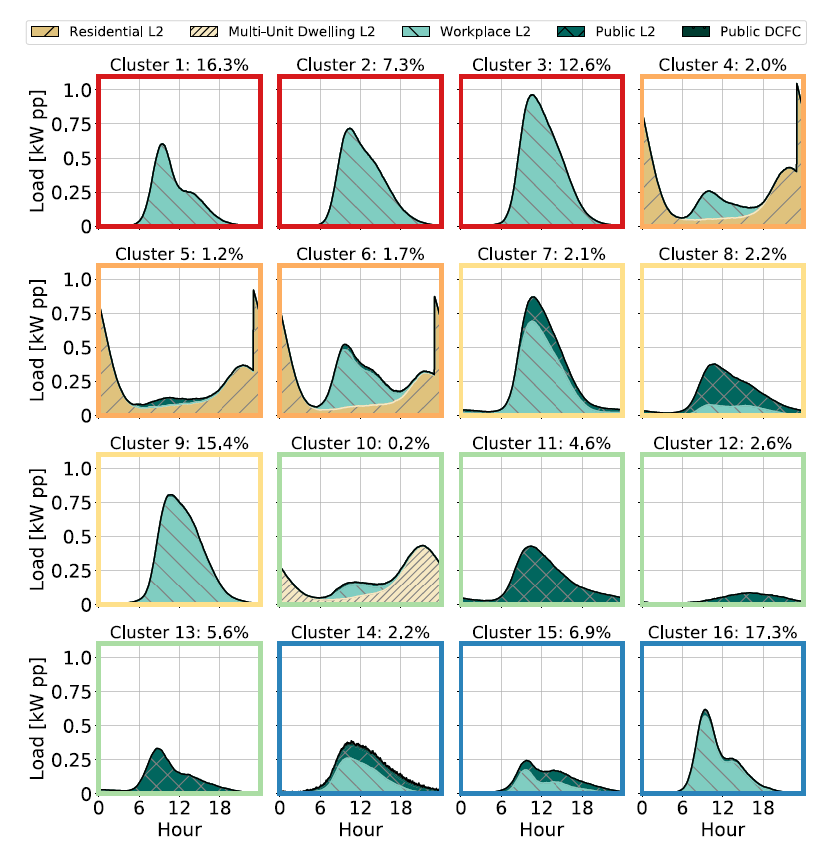 Residential L2 Multi-Unit Dwelling L2 Workplace L2 Public L2 Public DCFC
Cluster 1: 16.3% Cluster 2: 7.3% Cluster 3: 12.6% Cluster 4: 2.0%
Load [kW pp]
1.0
0.75
0.5
0.25
0
Cluster 5: 1.2% Cluster 6: 1.7% Cluster 7: 2.1% Cluster 8: 2.2%
Load [kW pp]
1.0
0.75
0.5
0.25
0
Cluster 9: 15.4% Cluster 10: 0.2% Cluster 11: 4.6% Cluster 12: 2.6%
Load [kW pp]
1.0
0.75
0.5
0.25
0
Cluster 13: 5.6% Cluster 14: 2.2% Cluster 15: 6.9% Cluster 16: 17.3%
Load [kW pp]
1.0
0.75
0.5
0.25
0
0 6 12 18 0 6 12 18 0 6 12 18 0 6 12 18
Hour Hour Hour Hour